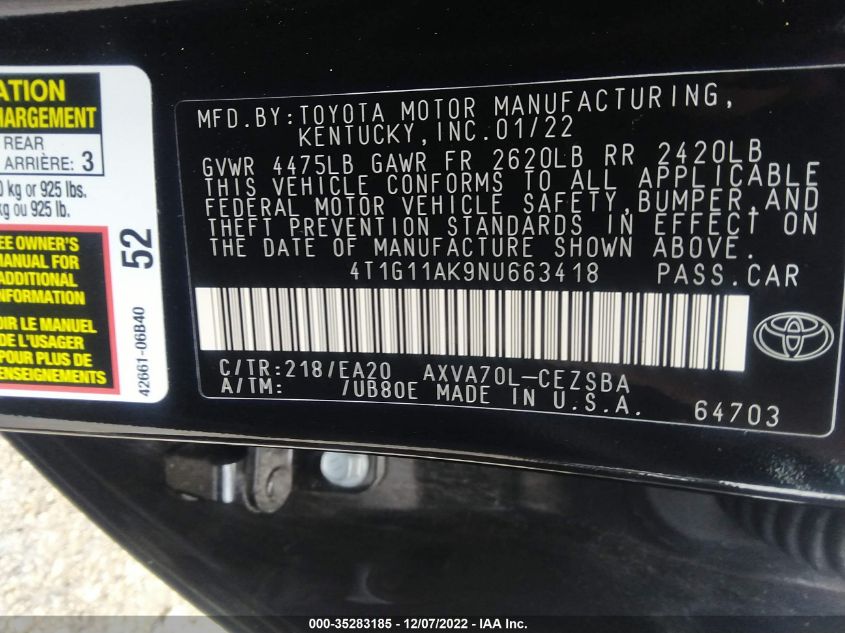 ATION
HARGEMENT
REAR
ARRIÈRE: 3
0 kg or 925 lbs.
kg ou 925 lb.
EE OWNER'S
MANUAL FOR
ADDITIONAL
INFORMATION
OIR LE MANUEL
DE L'USAGER
POUR PLUS DE
ENSEIGNEMENTS
52
42661-06B40
MFD.BY:TOYOTA MOTOR MANUFACTURING,
KENTUCKY,INC.01/22
GVWR 4475LB GAWR FR 2620LB RR 2420LB
THIS VEHICLE CONFORMS TO ALL APPLICABLE
FEDERAL MOTOR VEHICLE SAFETY,BUMPER,AND
THEFT PREVENTION STANDARDS IN EFFECT ON
THE DATE OF MANUFACTURE SHOWN ABOVE.
4T1G11AK9NU663418 PASS.CAR
C/TR:218/EA20 AXVA70L-CEZSBA
A/TM: /UB80E MADE IN U.S.A.
64703
000-35283185 - 12/07/2022 - IAA Inc.